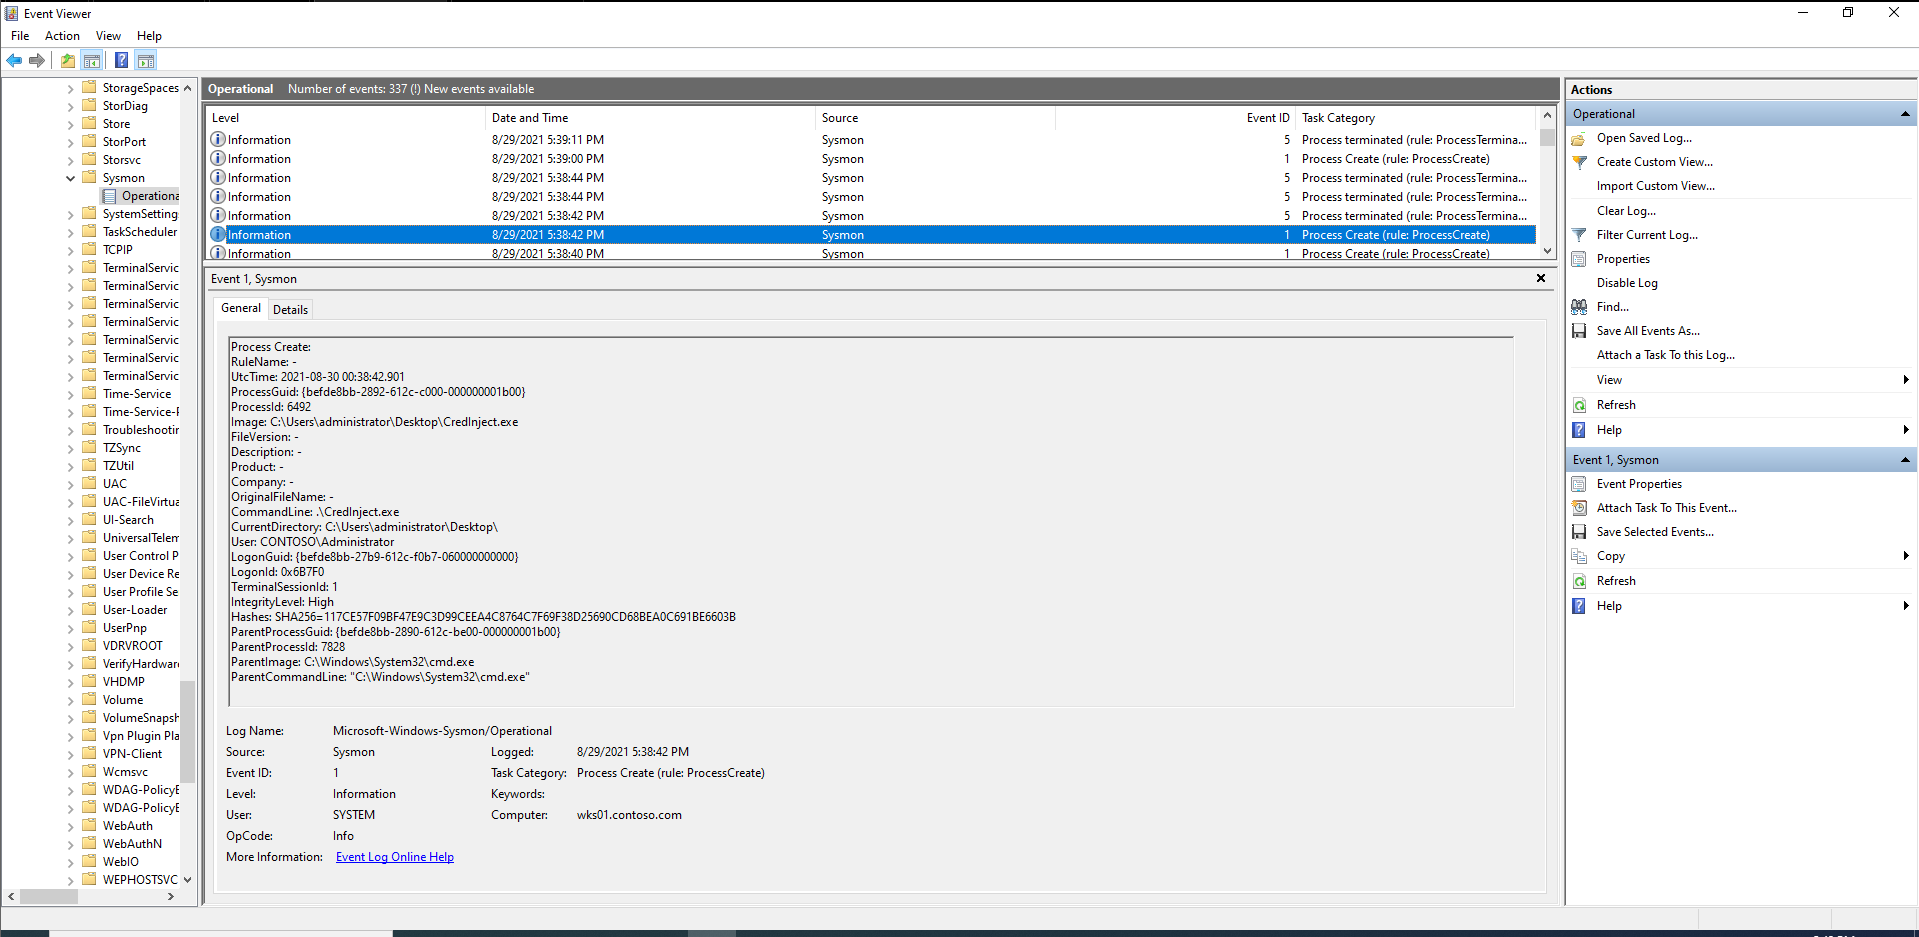 Event Viewer
File Action View Help
StorageSpaces
StorDiag
Store
StorPort
Storsvc
Sysmon
Operationa
SystemSetting
TaskScheduler
TCPIP
TerminalServic
TerminalServic
TerminalServic
TerminalServic
TerminalServic
TerminalServic
TerminalServic
Time-Service
Time-Service-P
Troubleshootin
TZSync
TZUtil
UAC
UAC-FileVirtua
UI-Search
UniversalTelem
User Control P
User Device Re
User Profile Se
User-Loader
UserPnp
VDRVROOT
VerifyHardware
VHDMP
Volume
VolumeSnapsh
Vpn Plugin Pla
VPN-Client
Wcmsvc
WDAG-PolicyE
WDAG-PolicyE
WebAuth
WebAuthN
WebIO
WEPHOSTSVC
Operational Number of events: 337 (!) New events available
Level Date and Time Source Event ID Task Category
Information 8/29/2021 5:39:11 PM Sysmon 5 Process terminated (rule: ProcessTermina...
Information 8/29/2021 5:39:00 PM Sysmon 1 Process Create (rule: ProcessCreate)
Information 8/29/2021 5:38:44 PM Sysmon 5 Process terminated (rule: ProcessTermina...
Information 8/29/2021 5:38:44 PM Sysmon 5 Process terminated (rule: ProcessTermina...
Information 8/29/2021 5:38:42 PM Sysmon 5 Process terminated (rule: ProcessTermina...
Information 8/29/2021 5:38:42 PM Sysmon 1 Process Create (rule: ProcessCreate)
Information 8/29/2021 5:38:40 PM Sysmon 1 Process Create (rule: ProcessCreate)
Event 1, Sysmon
General Details
Process Create:
RuleName: -
UtcTime: 2021-08-30 00:38:42.901
ProcessGuid: {befde8bb-2892-612c-c000-000000001b00}
ProcessId: 6492
Image: C:\Users\administrator\Desktop\CredInject.exe
FileVersion: -
Description: -
Product: -
Company: -
OriginalFileName: -
CommandLine: .\CredInject.exe
CurrentDirectory: C:\Users\administrator\Desktop\
User: CONTOSO\Administrator
LogonGuid: {befde8bb-27b9-612c-f0b7-060000000000}
LogonId: 0x6B7F0
TerminalSessionId: 1
IntegrityLevel: High
Hashes: SHA256=117CE57F09BF47E9C3D99CEEA4C8764C7F69F38D25690CD68BEA0C691BE6603B
ParentProcessGuid: {befde8bb-2890-612c-be00-000000001b00}
ParentProcessId: 7828
ParentImage: C:\Windows\System32\cmd.exe
ParentCommandLine: "C:\Windows\System32\cmd.exe"
Log Name: Microsoft-Windows-Sysmon/Operational
Source: Sysmon Logged: 8/29/2021 5:38:42 PM
Event ID: 1 Task Category: Process Create (rule: ProcessCreate)
Level: Information Keywords:
User: SYSTEM Computer: wks01.contoso.com
OpCode: Info
More Information: Event Log Online Help
Actions
Operational
Open Saved Log...
Create Custom View...
Import Custom View...
Clear Log...
Filter Current Log...
Properties
Disable Log
Find...
Save All Events As...
Attach a Task To this Log...
View
Refresh
Help
Event 1, Sysmon
Event Properties
Attach Task To This Event...
Save Selected Events...
Copy
Refresh
Help